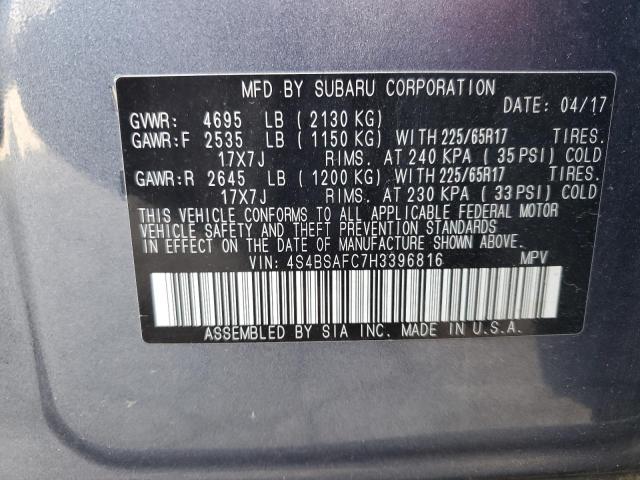 MFD BY SUBARU CORPORATION
DATE: 04/17
GVWR: 4695 LB ( 2130 KG)
GAWR:F 2535 LB ( 1150 KG) WITH 225/65R17 TIRES.
17X7J RIMS. AT 240 KPA ( 35 PSI) COLD
GAWR:R 2645 LB ( 1200 KG) WITH 225/65R17 TIRES.
17X7J RIMS. AT 230 KPA ( 33 PSI) COLD
THIS VEHICLE CONFORMS TO ALL APPLICABLE FEDERAL MOTOR
VEHICLE SAFETY AND THEFT PREVENTION STANDARDS
IN EFFECT ON THE DATE OF MANUFACTURE SHOWN ABOVE.
VIN: 4S4BSAFC7H3396816 MPV
ASSEMBLED BY SIA INC. MADE IN U.S.A.